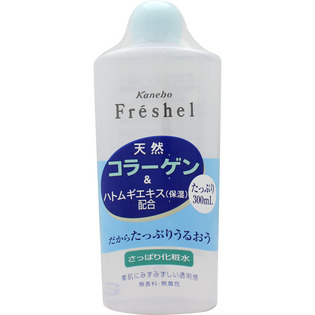 Kanebo
Fréshel
天然
コラーゲン
&
ハトムギエキス(保湿)
配合
たっぷり
300mL
だからたっぷりうるおう
さっぱり化粧水
素肌にみずみずしい透明感
無香料・無着色